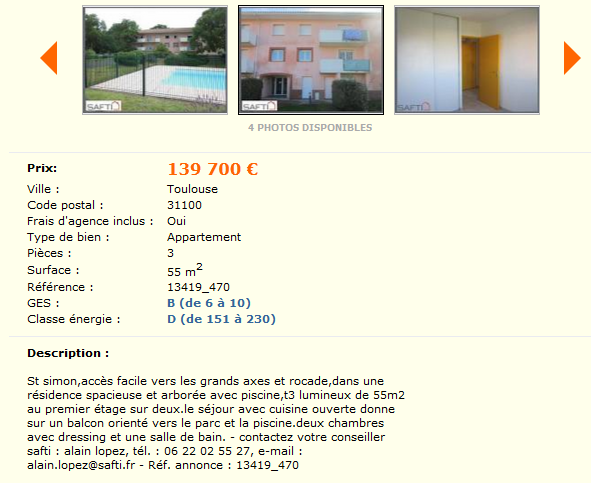 SAFTI
SAFTI
SAFTI
4 PHOTOS DISPONIBLES
Prix: 139 700 €
Ville : Toulouse
Code postal : 31100
Frais d'agence inclus : Oui
Type de bien : Appartement
Pièces : 3
Surface : 55 m2
Référence : 13419_470
GES : B (de 6 à 10)
Classe énergie : D (de 151 à 230)
Description :
St simon,accès facile vers les grands axes et rocade,dans une
résidence spacieuse et arborée avec piscine,t3 lumineux de 55m2
au premier étage sur deux.le séjour avec cuisine ouverte donne
sur un balcon orienté vers le parc et la piscine.deux chambres
avec dressing et une salle de bain. - contactez votre conseiller
safti : alain lopez, tél. : 06 22 02 55 27, e-mail :
alain.lopez@safti.fr - Réf. annonce : 13419_470